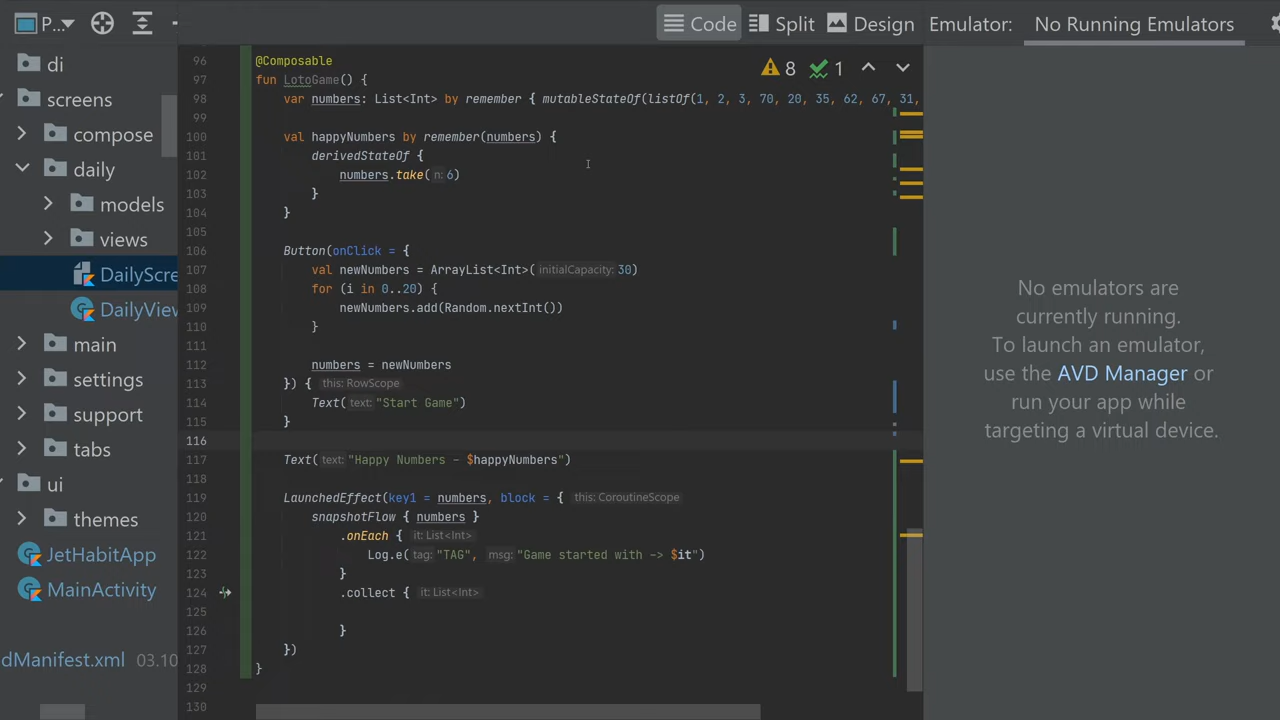 P...
Code
Split
Design
Emulator:
No Running Emulators
di
screens
compose
daily
models
views
DailyScre
DailyViev
main
settings
support
tabs
ui
themes
JetHabitApp
MainActivity
dManifest.xml 03.10
8
1
96 @Composable
97 fun LotoGame() {
98 var numbers: List<Int> by remember { mutableStateOf(listOf(1, 2, 3, 70, 20, 35, 62, 67, 31,
99
100 val happyNumbers by remember(numbers) {
101 derivedStateOf {
102 numbers.take( n: 6)
103 }
104 }
105
106 Button(onClick = {
107 val newNumbers = ArrayList<Int>( initialCapacity: 30)
108 for (i in 0..20) {
109 newNumbers.add(Random.nextInt())
110 }
111
112 numbers = newNumbers
113 }) { this: RowScope
114 Text( text: "Start Game")
115 }
116
117 Text( text: "Happy Numbers - $happyNumbers")
118
119 LaunchedEffect(key1 = numbers, block = { this: CoroutineScope
120 snapshotFlow { numbers }
121 .onEach { it: List<Int>
122 Log.e( tag: "TAG", msg: "Game started with -> $it")
123 }
124 .collect { it: List<Int>
125
126 }
127 })
128 }
129
130
No emulators are
currently running.
To launch an emulator,
use the AVD Manager or
run your app while
targeting a virtual device.